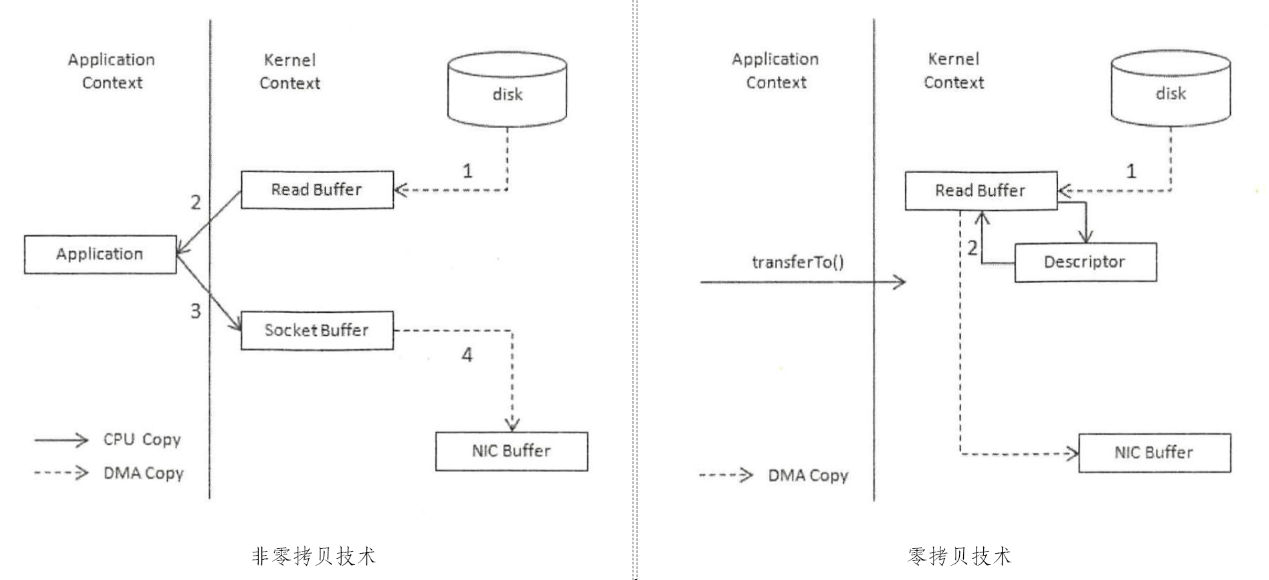 Application
Context
Kernel
Context
disk
1
Read Buffer
2
Application
3
Socket Buffer
4
CPU Copy
DMA Copy
NIC Buffer
非零拷贝技术
Application
Context
Kernel
Context
disk
1
Read Buffer
2
Descriptor
transferTo()
NIC Buffer
DMA Copy
零拷贝技术